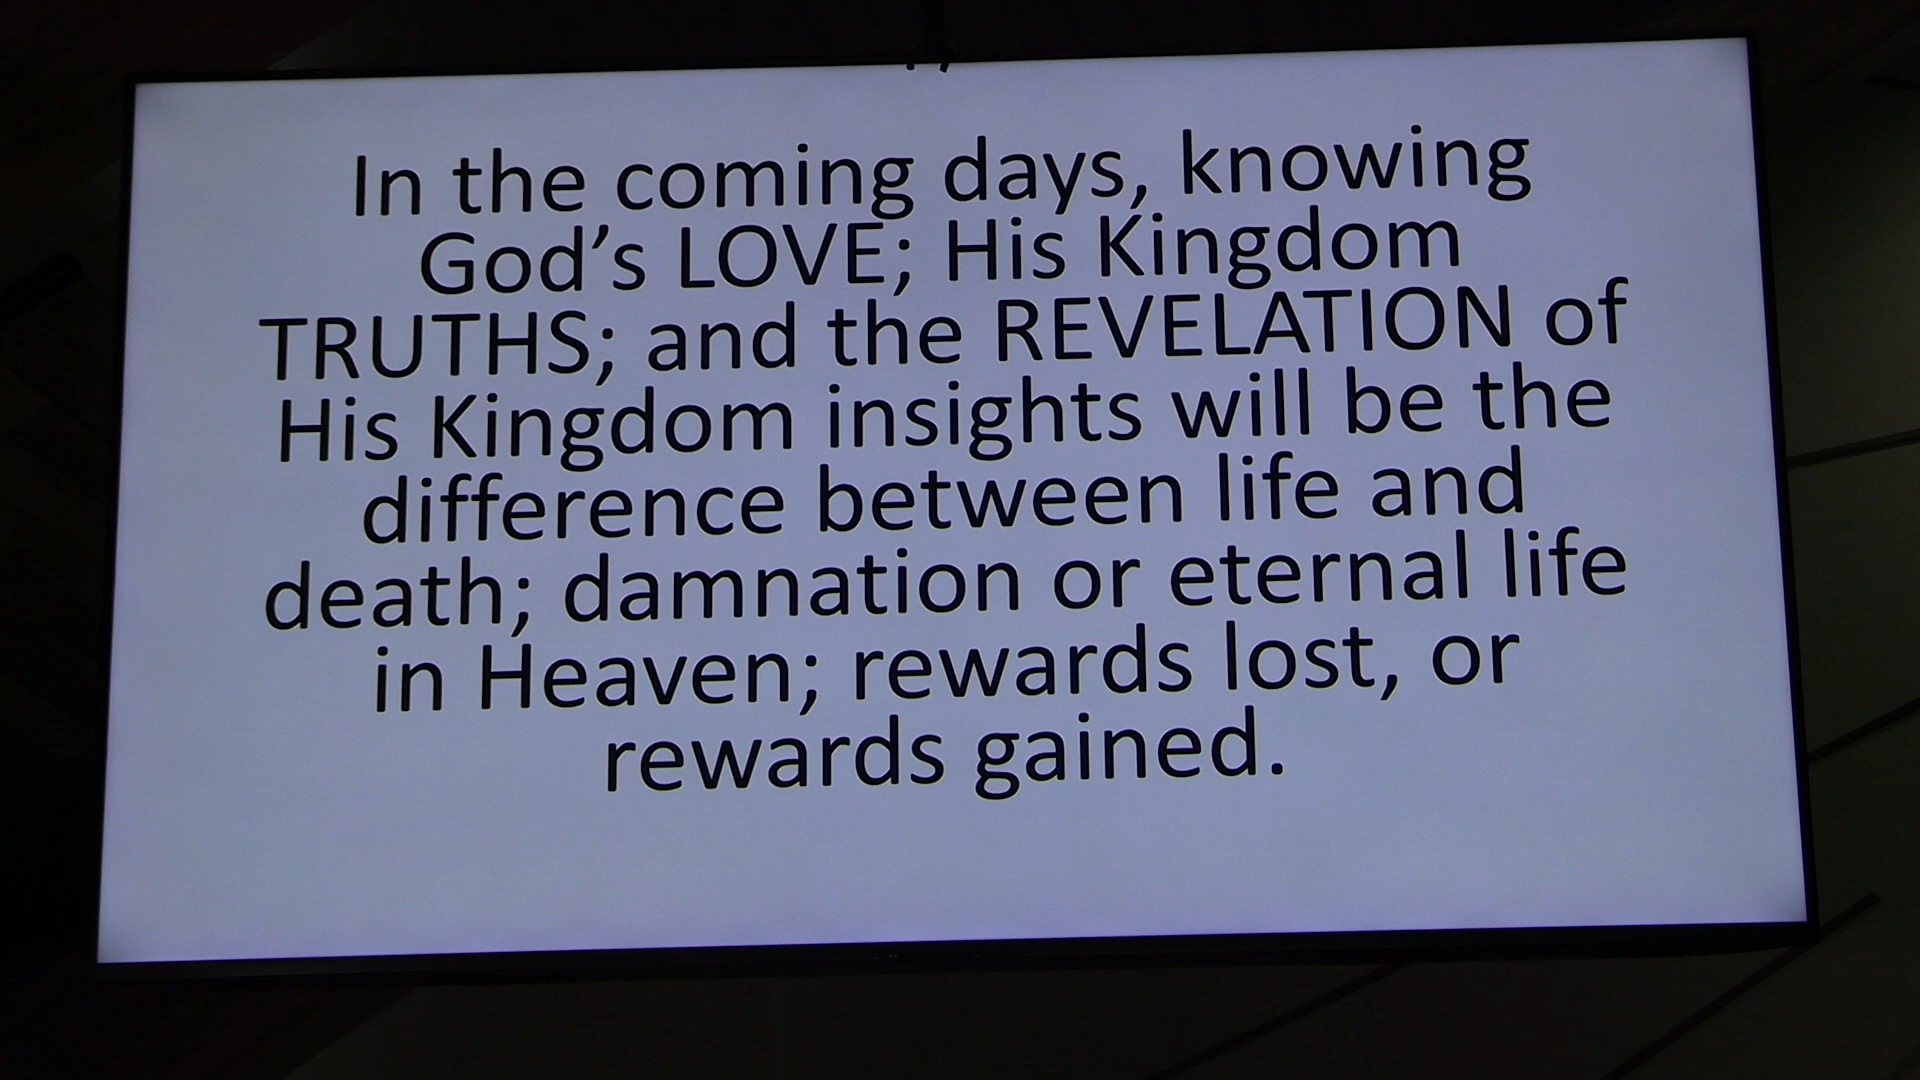 In the coming days, knowing
God's LOVE; His Kingdom
TRUTHS; and the REVELATION of
His Kingdom insights will be the
difference between life and
death; damnation or eternal life
in Heaven; rewards lost, or
rewards gained.